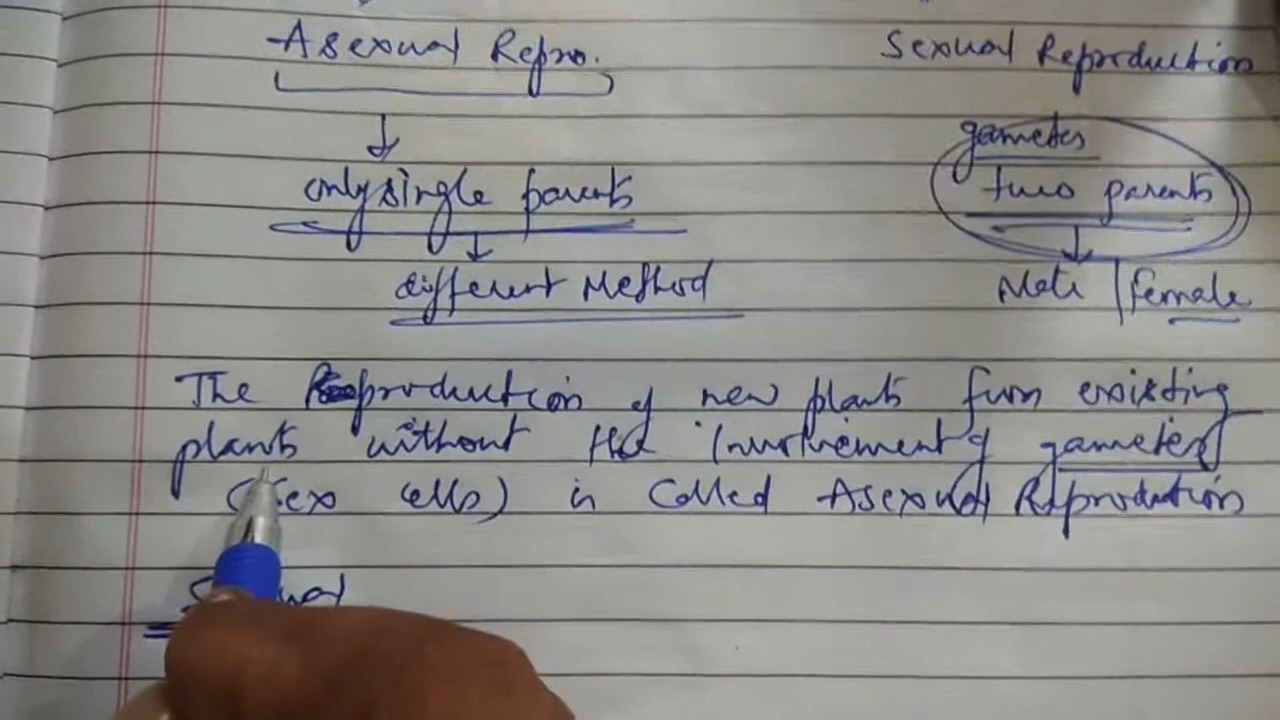 Asexual Repro. Sexual Reproduction
gametes
only single parents two parents
different Method Male | female
The Reproduction of new plants from existing
plants without the involvement of gametes
(Sex cells) is called Asexual Reproduction